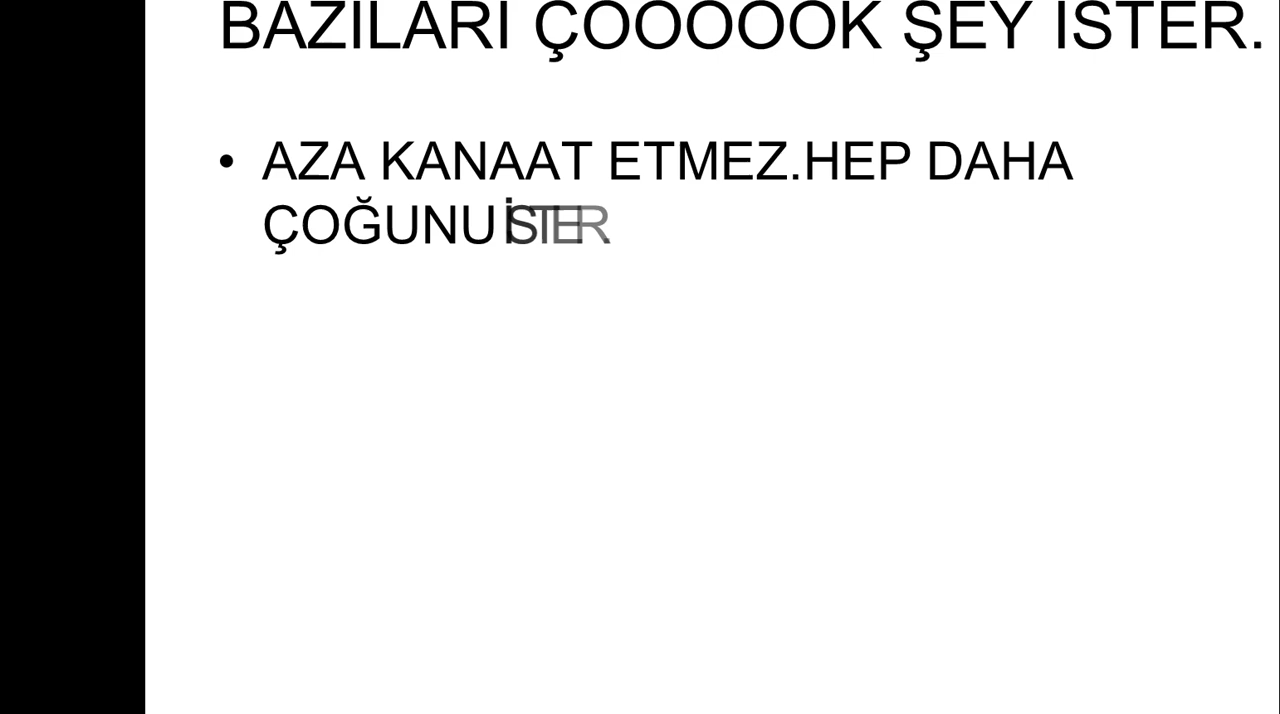 BAZILARI ÇOOOOOK ŞEY İSTER.
• AZA KANAAT ETMEZ.HEP DAHA
ÇOĞUNU İSTER